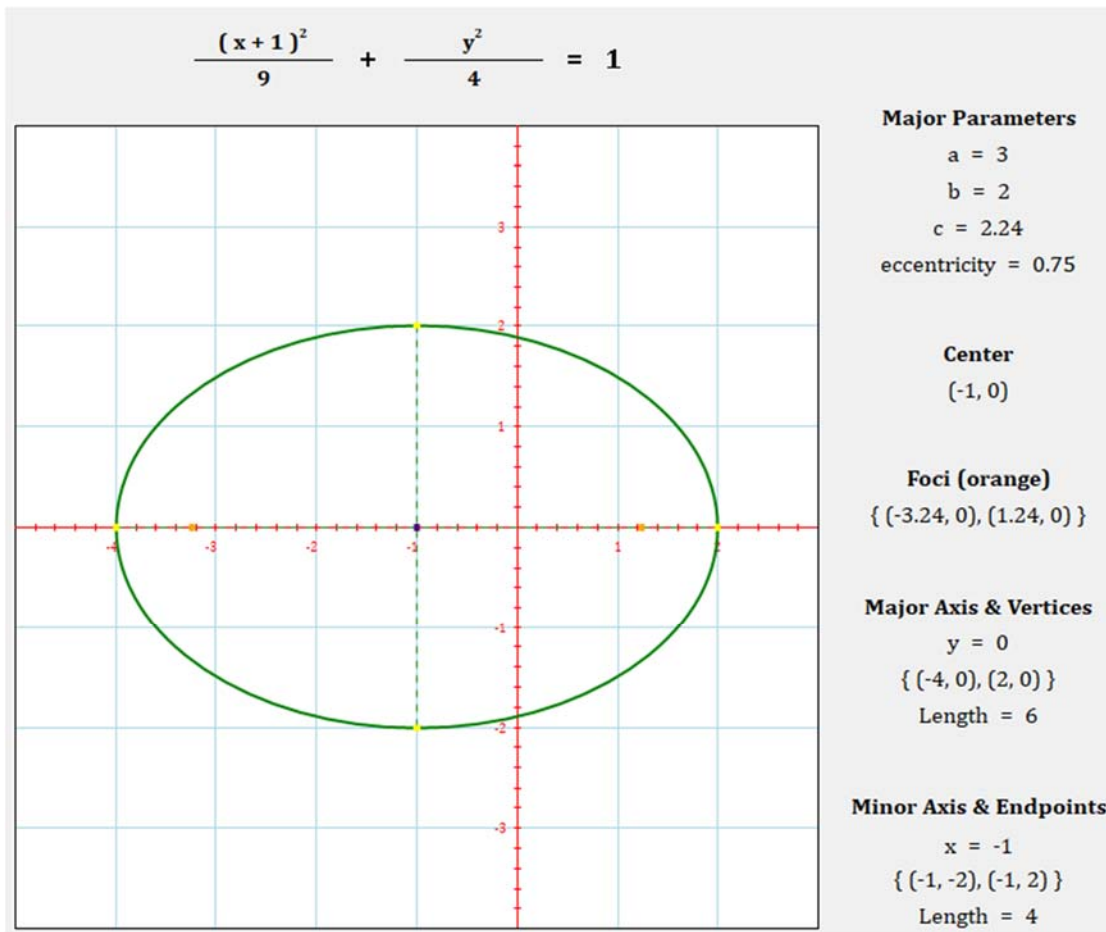 (x + 1)² / 9 + y² / 4 = 1
Major Parameters
a = 3
b = 2
c = 2.24
eccentricity = 0.75
Center
(-1, 0)
Foci (orange)
{ (-3.24, 0), (1.24, 0) }
Major Axis & Vertices
y = 0
{ (-4, 0), (2, 0) }
Length = 6
Minor Axis & Endpoints
x = -1
{ (-1, -2), (-1, 2) }
Length = 4
3
2
1
-4 -3 -2 -1 1 2
-1
-2
-3